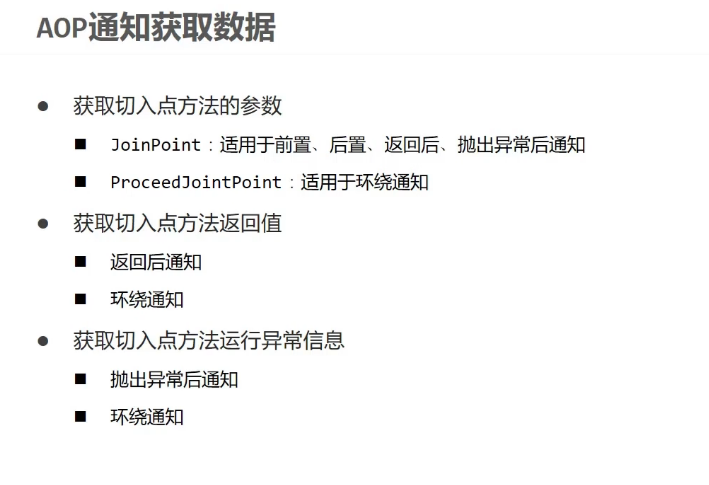 AOP通知获取数据
● 获取切入点方法的参数
■ JoinPoint：适用于前置、后置、返回后、抛出异常后通知
■ ProceedJointPoint：适用于环绕通知
● 获取切入点方法返回值
■ 返回后通知
■ 环绕通知
● 获取切入点方法运行异常信息
■ 抛出异常后通知
■ 环绕通知